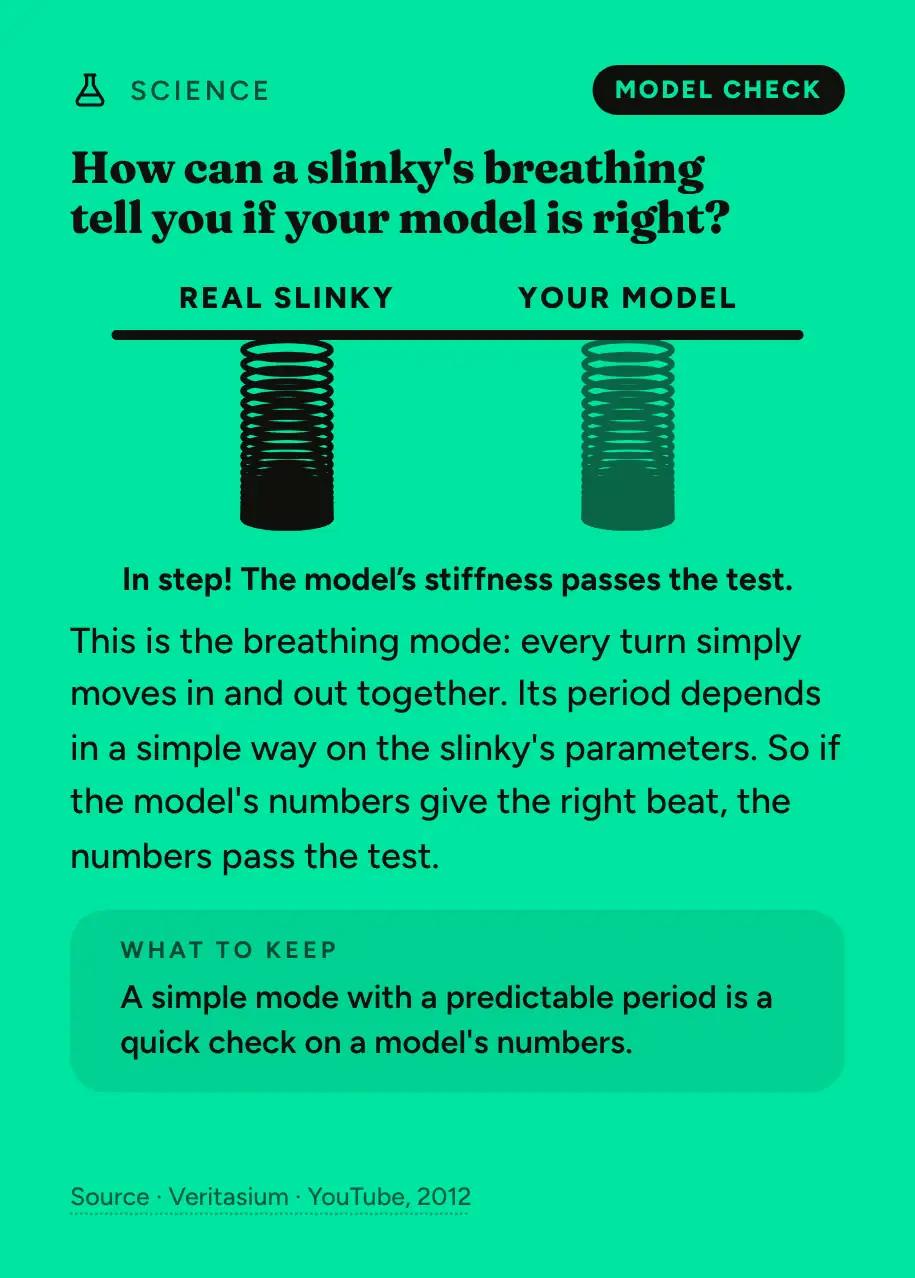 SCIENCE
MODEL CHECK
How can a slinky's breathing
tell you if your model is right?
REAL SLINKY
YOUR MODEL
In step! The model’s stiffness passes the test.
This is the breathing mode: every turn simply
moves in and out together. Its period depends
in a simple way on the slinky's parameters. So if
the model's numbers give the right beat, the
numbers pass the test.
WHAT TO KEEP
A simple mode with a predictable period is a
quick check on a model's numbers.
Source · Veritasium · YouTube, 2012